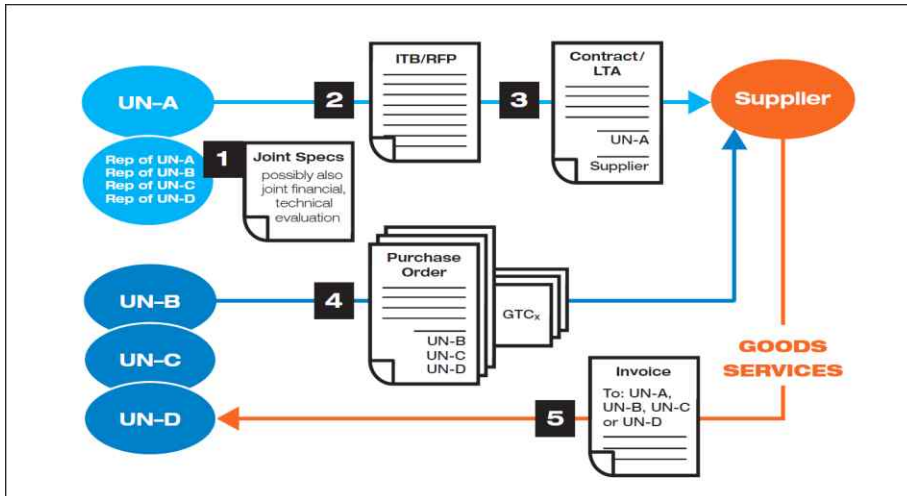 UN–A
2
ITB/RFP
3
Contract/
LTA
UN-A
Supplier
Supplier
Rep of UN-A
Rep of UN-B
Rep of UN-C
Rep of UN-D
1
Joint Specs
possibly also
joint financial,
technical
evaluation
UN–B
4
Purchase
Order
UN-B
UN-C
UN-D
GTCx
UN–C
GOODS
SERVICES
UN–D
5
Invoice
To: UN-A,
UN-B, UN-C
or UN-D